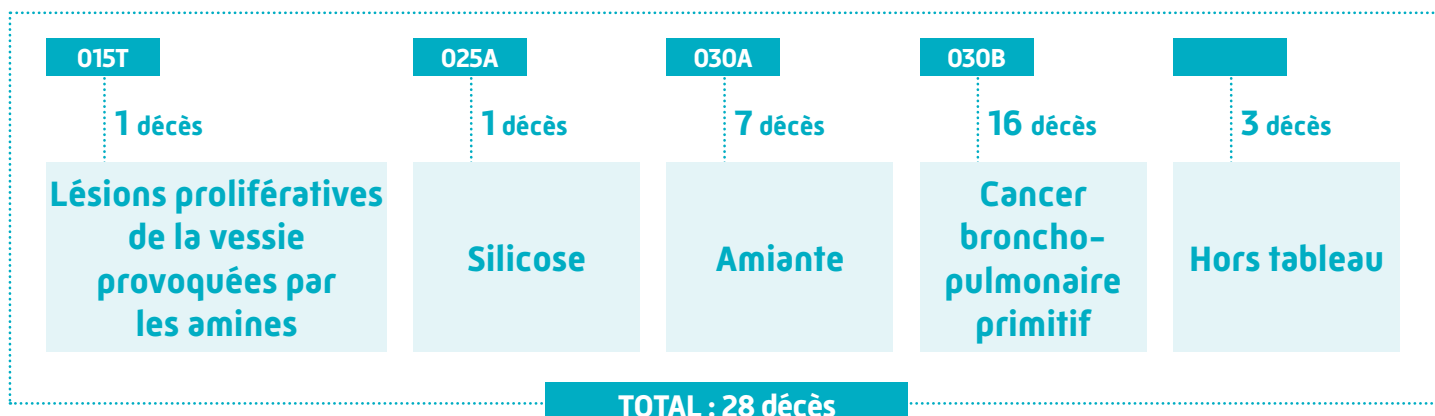 015T
1 décès
Lésions prolifératives
de la vessie
provoquées par
les amines
025A
1 décès
Silicose
030A
7 décès
Amiante
030B
16 décès
Cancer
broncho-
pulmonaire
primitif
3 décès
Hors tableau
TOTAL : 28 décès